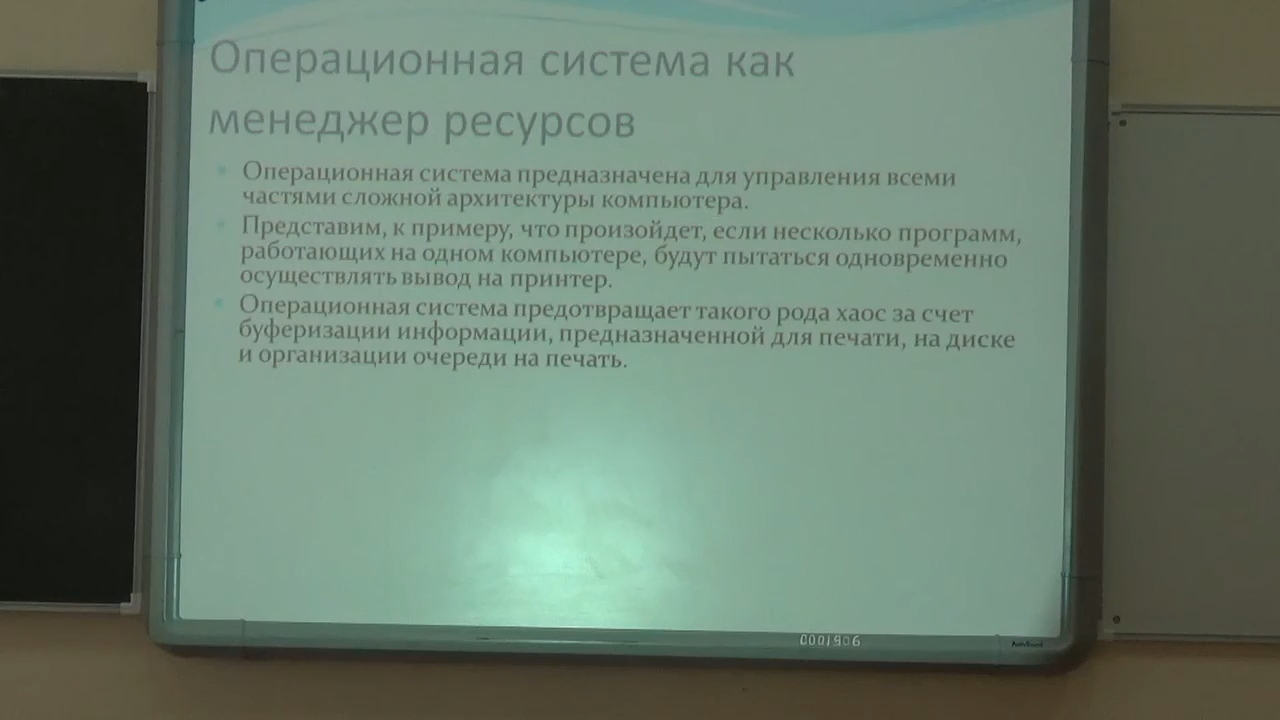 Операционная система как
менеджер ресурсов
Операционная система предназначена для управления всеми
частями сложной архитектуры компьютера.
Представим, к примеру, что произойдет, если несколько программ,
работающих на одном компьютере, будут пытаться одновременно
осуществлять вывод на принтер.
Операционная система предотвращает такого рода хаос за счет
буферизации информации, предназначенной для печати, на диске
и организации очереди на печать.